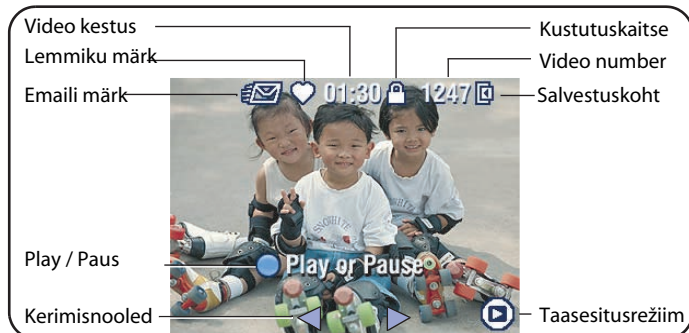 Video kestus
Kustutuskaitse
Lemmiku märk
Video number
Emaili märk
01:30
1247
Salvestuskoht
SNOWHITE
Play / Paus
Play or Pause
Kerimisnooled
Taasesitusrežiim